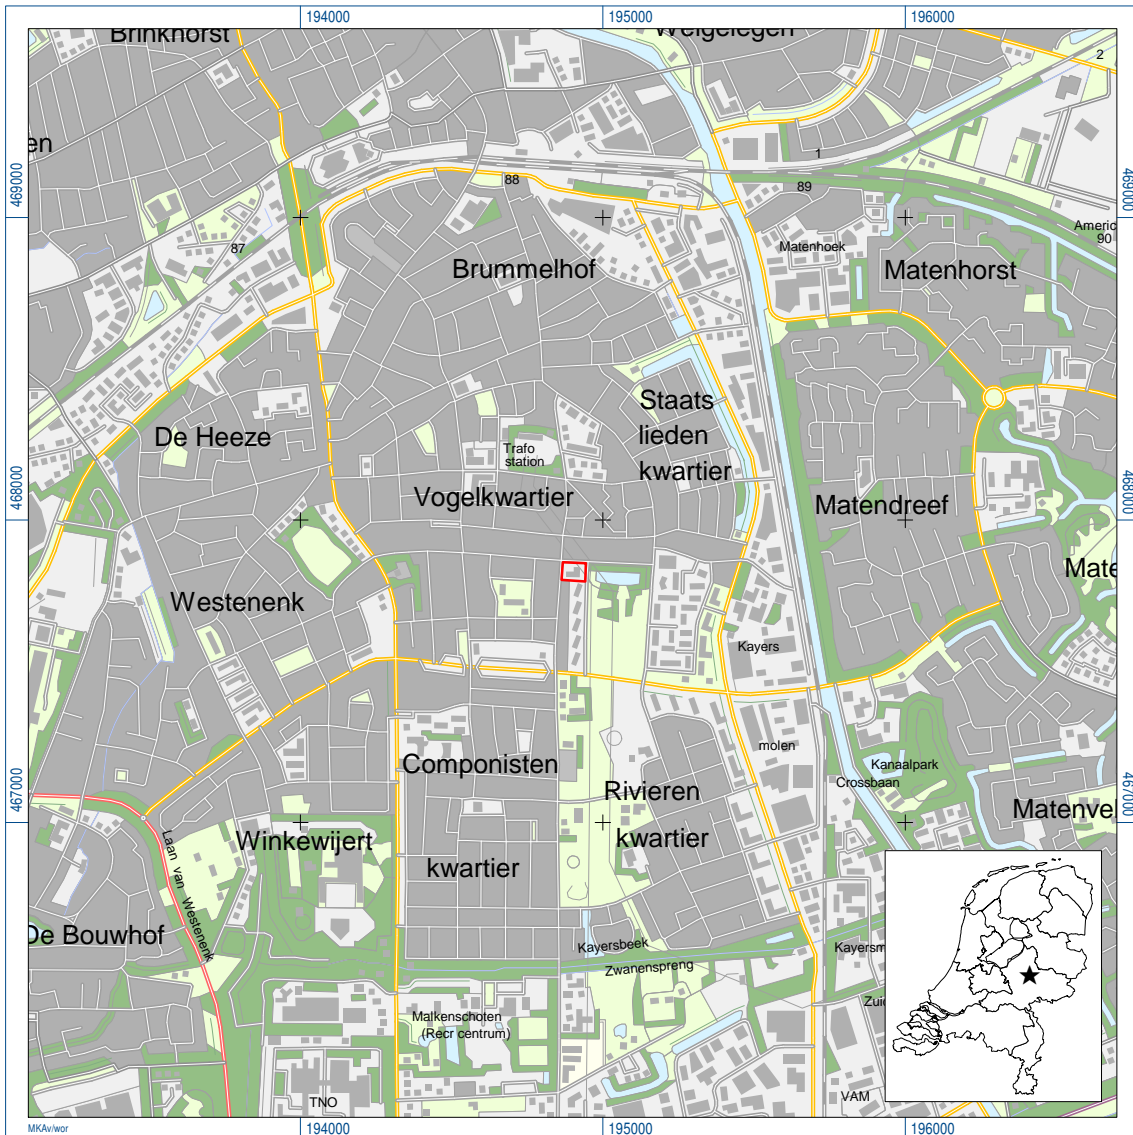 194000
195000
196000
Brinkhorst
Welgelegen
2
1
88
89
469000
469000
87
Matenhoek
90
Brummelhof
Matenhorst
Staats
lieden
kwartier
De Heeze
Trafo
station
Vogelkwartier
Matendreef
468000
468000
Westenenk
Kayers
molen
Componisten
Kanaalpark
Crossbaan
467000
467000
Rivieren
kwartier
Winkewijert
kwartier
Laan van Westenenk
De Bouwhof
Kayersbeek
Zwanenspreng
Malkenschoten
(Recr centrum)
TNO
VAM
MKAv/wor
194000
195000
196000